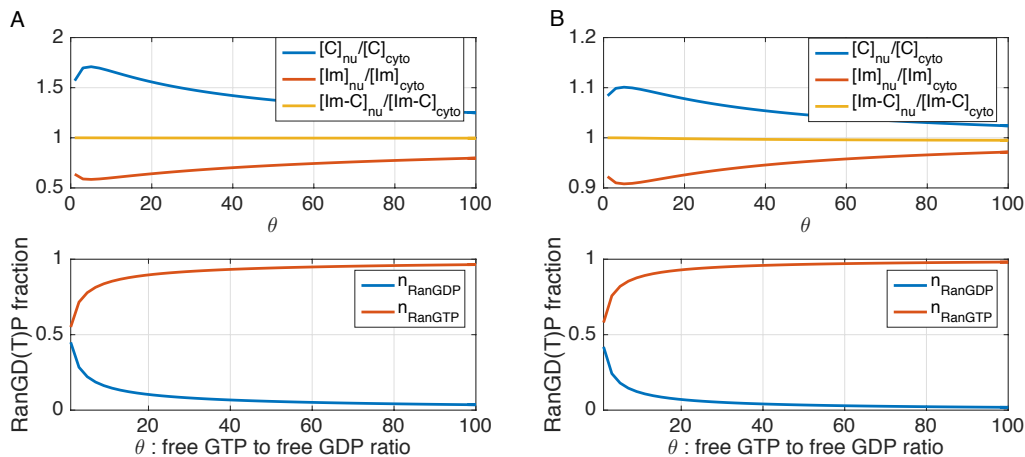 A
2
1.5
1
0.5
0 20 40 60 80 100
θ
[C]nu/[C]cyto
[Im]nu/[Im]cyto
[Im-C]nu/[Im-C]cyto
B
1.2
1.1
1
0.9
0 20 40 60 80 100
θ
[C]nu/[C]cyto
[Im]nu/[Im]cyto
[Im-C]nu/[Im-C]cyto
RanGD(T)P fraction
1
0.5
0
20 40 60 80 100
θ : free GTP to free GDP ratio
nRanGDP
nRanGTP
RanGD(T)P fraction
1
0.5
0
20 40 60 80 100
θ : free GTP to free GDP ratio
nRanGDP
nRanGTP